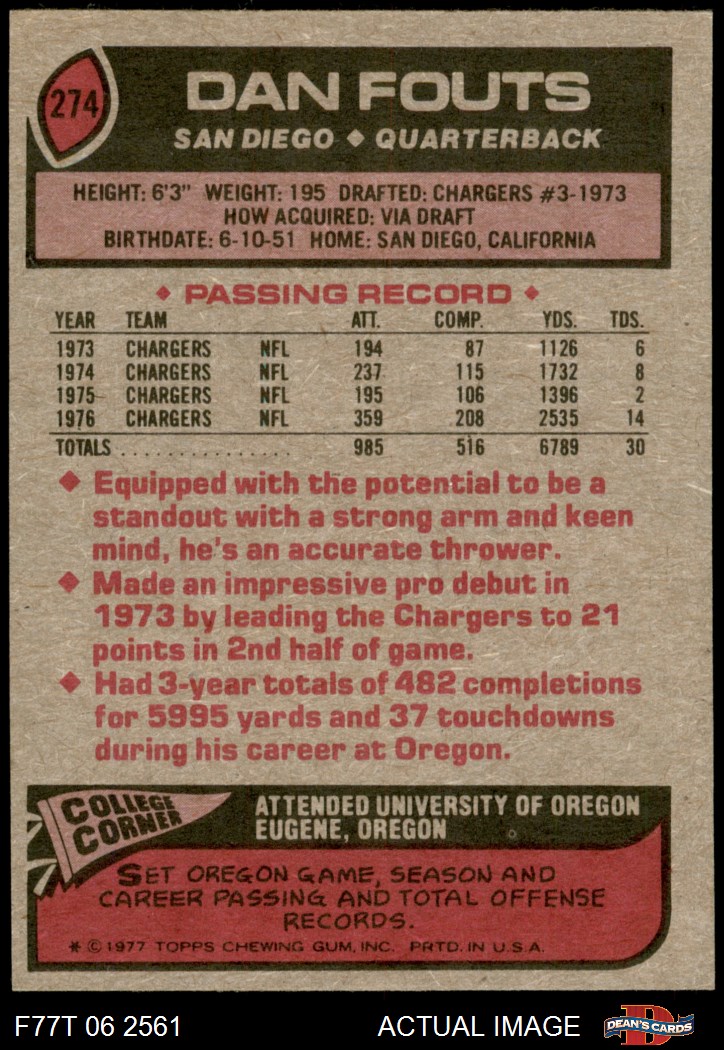 274
DAN FOUTS
SAN DIEGO ◆ QUARTERBACK
HEIGHT: 6'3" WEIGHT: 195 DRAFTED: CHARGERS #3-1973
HOW ACQUIRED: VIA DRAFT
BIRTHDATE: 6-10-51 HOME: SAN DIEGO, CALIFORNIA
◆ PASSING RECORD ◆
YEAR TEAM ATT. COMP. YDS. TDS.
1973 CHARGERS NFL 194 87 1126 6
1974 CHARGERS NFL 237 115 1732 8
1975 CHARGERS NFL 195 106 1396 2
1976 CHARGERS NFL 359 208 2535 14
TOTALS . . . . . . . . . . . . . . . 985 516 6789 30
◆ Equipped with the potential to be a
standout with a strong arm and keen
mind, he's an accurate thrower.
◆ Made an impressive pro debut in
1973 by leading the Chargers to 21
points in 2nd half of game.
◆ Had 3-year totals of 482 completions
for 5995 yards and 37 touchdowns
during his career at Oregon.
COLLEGE
CORNER
ATTENDED UNIVERSITY OF OREGON
EUGENE, OREGON
SET OREGON GAME, SEASON AND
CAREER PASSING AND TOTAL OFFENSE
RECORDS.
* © 1977 TOPPS CHEWING GUM, INC. PRTD. IN U.S.A.
F77T 06 2561 ACTUAL IMAGE
D
DEAN'S CARDS